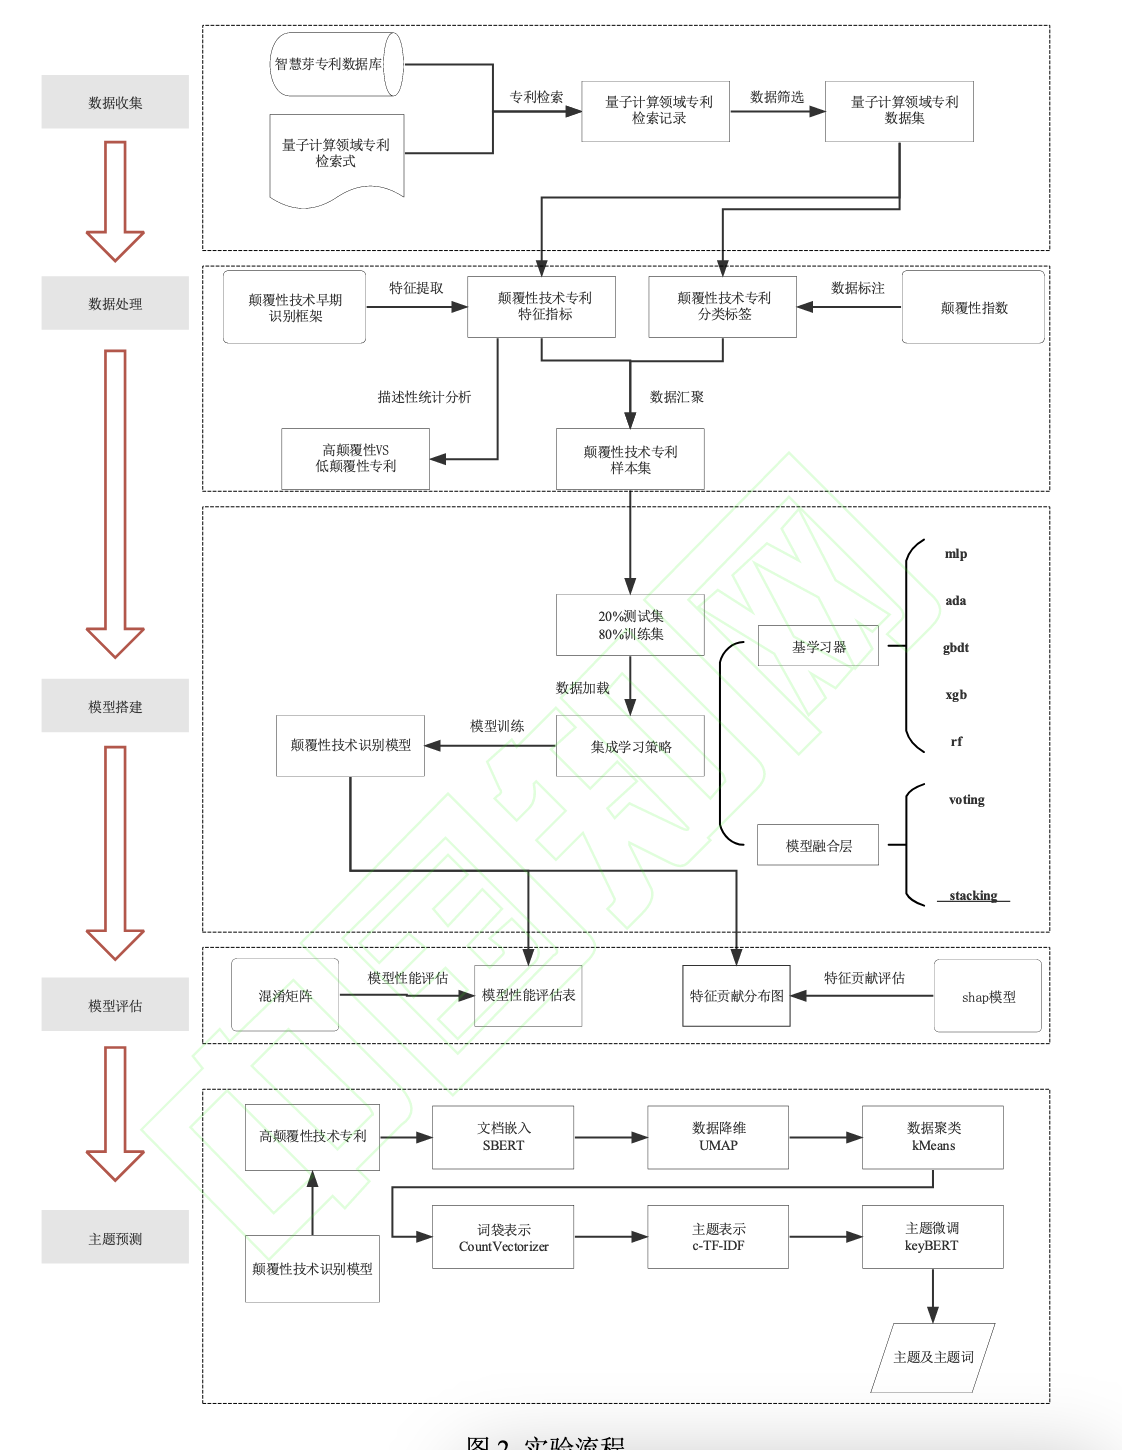 数据收集
智慧芽专利数据库
量子计算领域专利
检索式
专利检索
量子计算领域专利
检索记录
数据筛选
量子计算领域专利
数据集
数据处理
颠覆性技术早期
识别框架
特征提取
颠覆性技术专利
特征指标
颠覆性技术专利
分类标签
数据标注
颠覆性指数
描述性统计分析
数据汇聚
高颠覆性VS
低颠覆性专利
颠覆性技术专利
样本集
模型搭建
20%测试集
80%训练集
数据加载
集成学习策略
模型训练
颠覆性技术识别模型
基学习器
mlp
ada
gbdt
xgb
rf
模型融合层
voting
stacking
模型评估
混淆矩阵
模型性能评估
模型性能评估表
特征贡献分布图
特征贡献评估
shap模型
主题预测
高颠覆性技术专利
文档嵌入
SBERT
数据降维
UMAP
数据聚类
kMeans
颠覆性技术识别模型
词袋表示
CountVectorizer
主题表示
c-TF-IDF
主题微调
keyBERT
主题及主题词
图 2 实验流程
中国知网